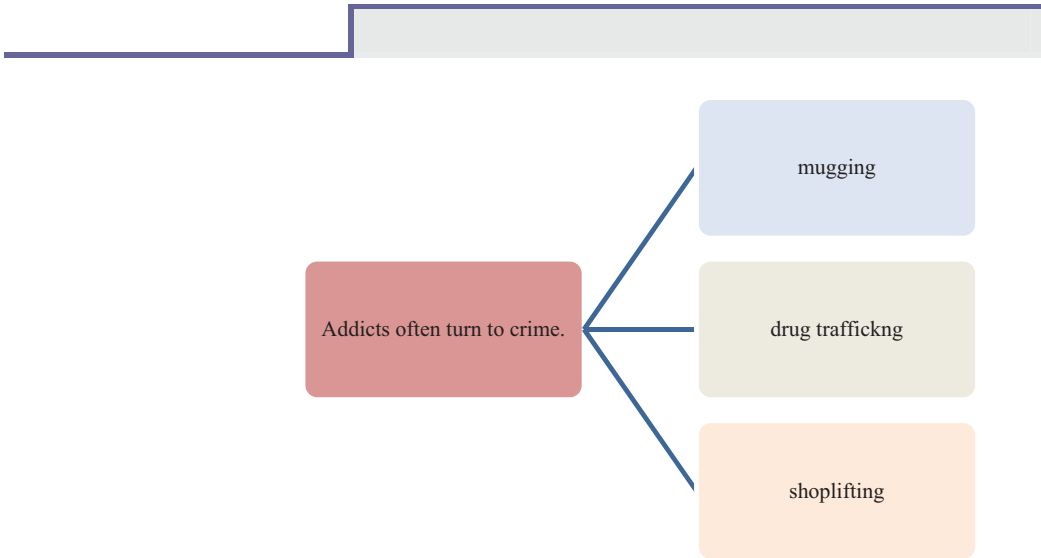 mugging
Addicts often turn to crime.
drug traffickng
shoplifting